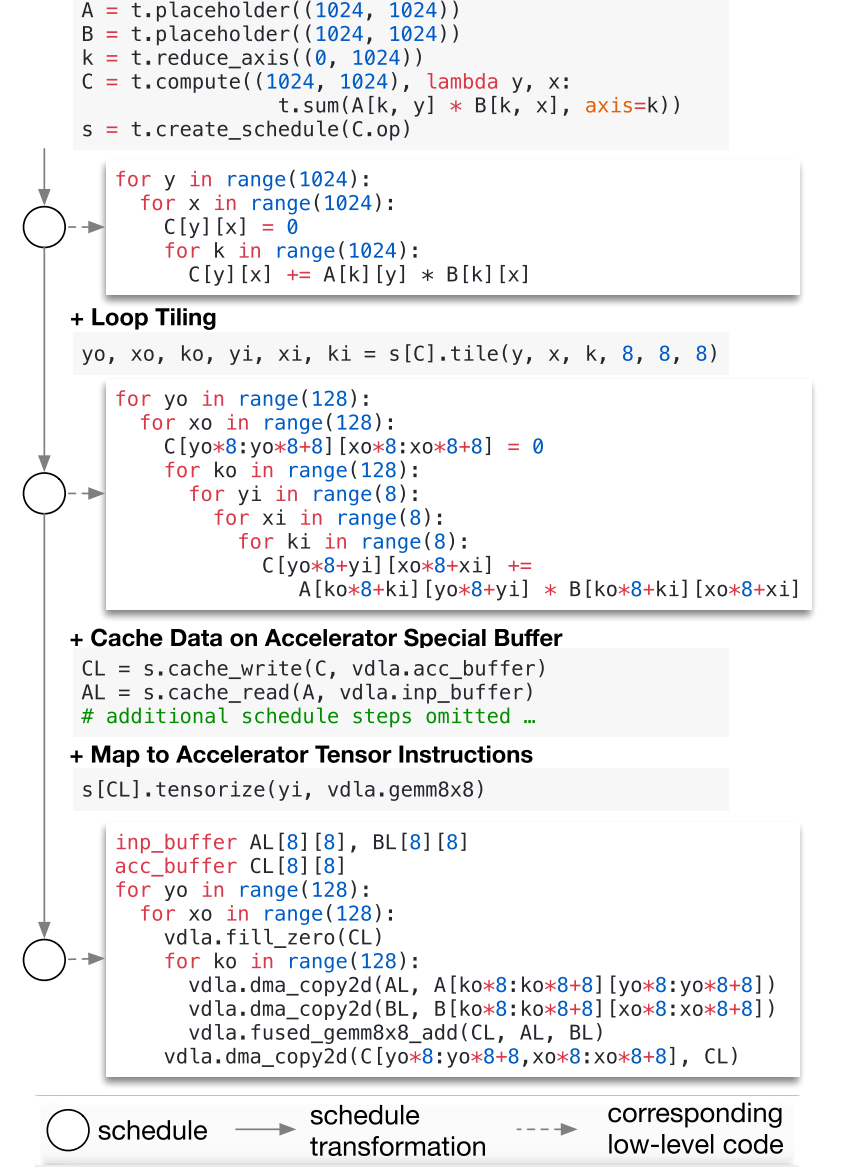 A = t.placeholder((1024, 1024))
B = t.placeholder((1024, 1024))
k = t.reduce_axis((0, 1024))
C = t.compute((1024, 1024), lambda y, x:
                t.sum(A[k, y] * B[k, x], axis=k))
s = t.create_schedule(C.op)
for y in range(1024):
  for x in range(1024):
    C[y][x] = 0
    for k in range(1024):
      C[y][x] += A[k][y] * B[k][x]
+ Loop Tiling
yo, xo, ko, yi, xi, ki = s[C].tile(y, x, k, 8, 8, 8)
for yo in range(128):
  for xo in range(128):
    C[yo*8:yo*8+8][xo*8:xo*8+8] = 0
    for ko in range(128):
      for yi in range(8):
        for xi in range(8):
          for ki in range(8):
            C[yo*8+yi][xo*8+xi] +=
               A[ko*8+ki][yo*8+yi] * B[ko*8+ki][xo*8+xi]
+ Cache Data on Accelerator Special Buffer
CL = s.cache_write(C, vdla.acc_buffer)
AL = s.cache_read(A, vdla.inp_buffer)
# additional schedule steps omitted …
+ Map to Accelerator Tensor Instructions
s[CL].tensorize(yi, vdla.gemm8x8)
inp_buffer AL[8][8], BL[8][8]
acc_buffer CL[8][8]
for yo in range(128):
  for xo in range(128):
    vdla.fill_zero(CL)
    for ko in range(128):
      vdla.dma_copy2d(AL, A[ko*8:ko*8+8][yo*8:yo*8+8])
      vdla.dma_copy2d(BL, B[ko*8:ko*8+8][xo*8:xo*8+8])
      vdla.fused_gemm8x8_add(CL, AL, BL)
    vdla.dma_copy2d(C[yo*8:yo*8+8,xo*8:xo*8+8], CL)
schedule
schedule
transformation
corresponding
low-level code